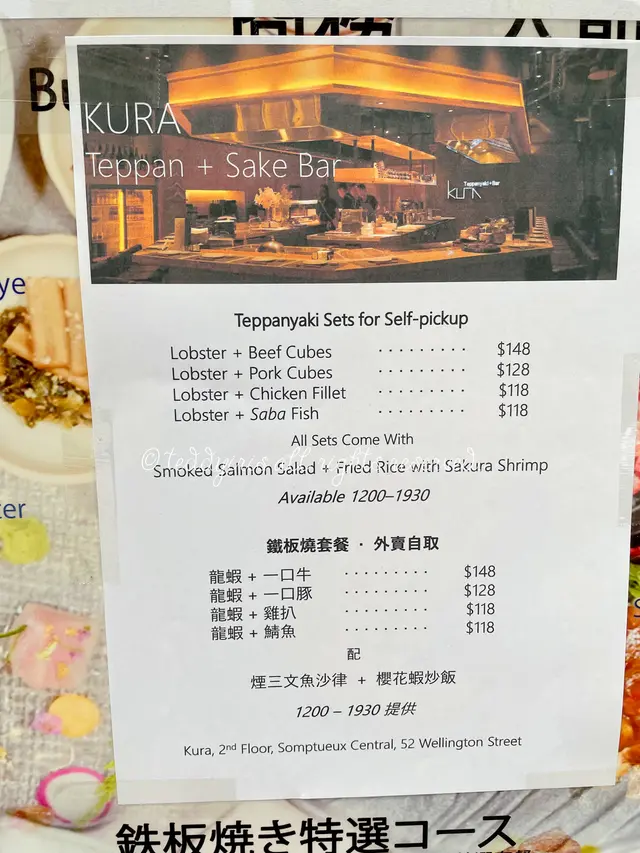 Bu
KURA
Teppan + Sake Bar
kura Teppanyaki+Bar
ye
Teppanyaki Sets for Self-pickup
Lobster + Beef Cubes ········· $148
Lobster + Pork Cubes ········· $128
Lobster + Chicken Fillet ········· $118
Lobster + Saba Fish ········· $118
All Sets Come With
Smoked Salmon Salad + Fried Rice with Sakura Shrimp
Available 1200–1930
鐵板燒套餐 · 外賣自取
龍蝦 + 一口牛 ········· $148
龍蝦 + 一口豚 ········· $128
龍蝦 + 雞扒 ········· $118
龍蝦 + 鯖魚 ········· $118
配
煙三文魚沙律 + 櫻花蝦炒飯
1200 – 1930 提供
Kura, 2nd Floor, Somptueux Central, 52 Wellington Street
鉄板焼き特選コース